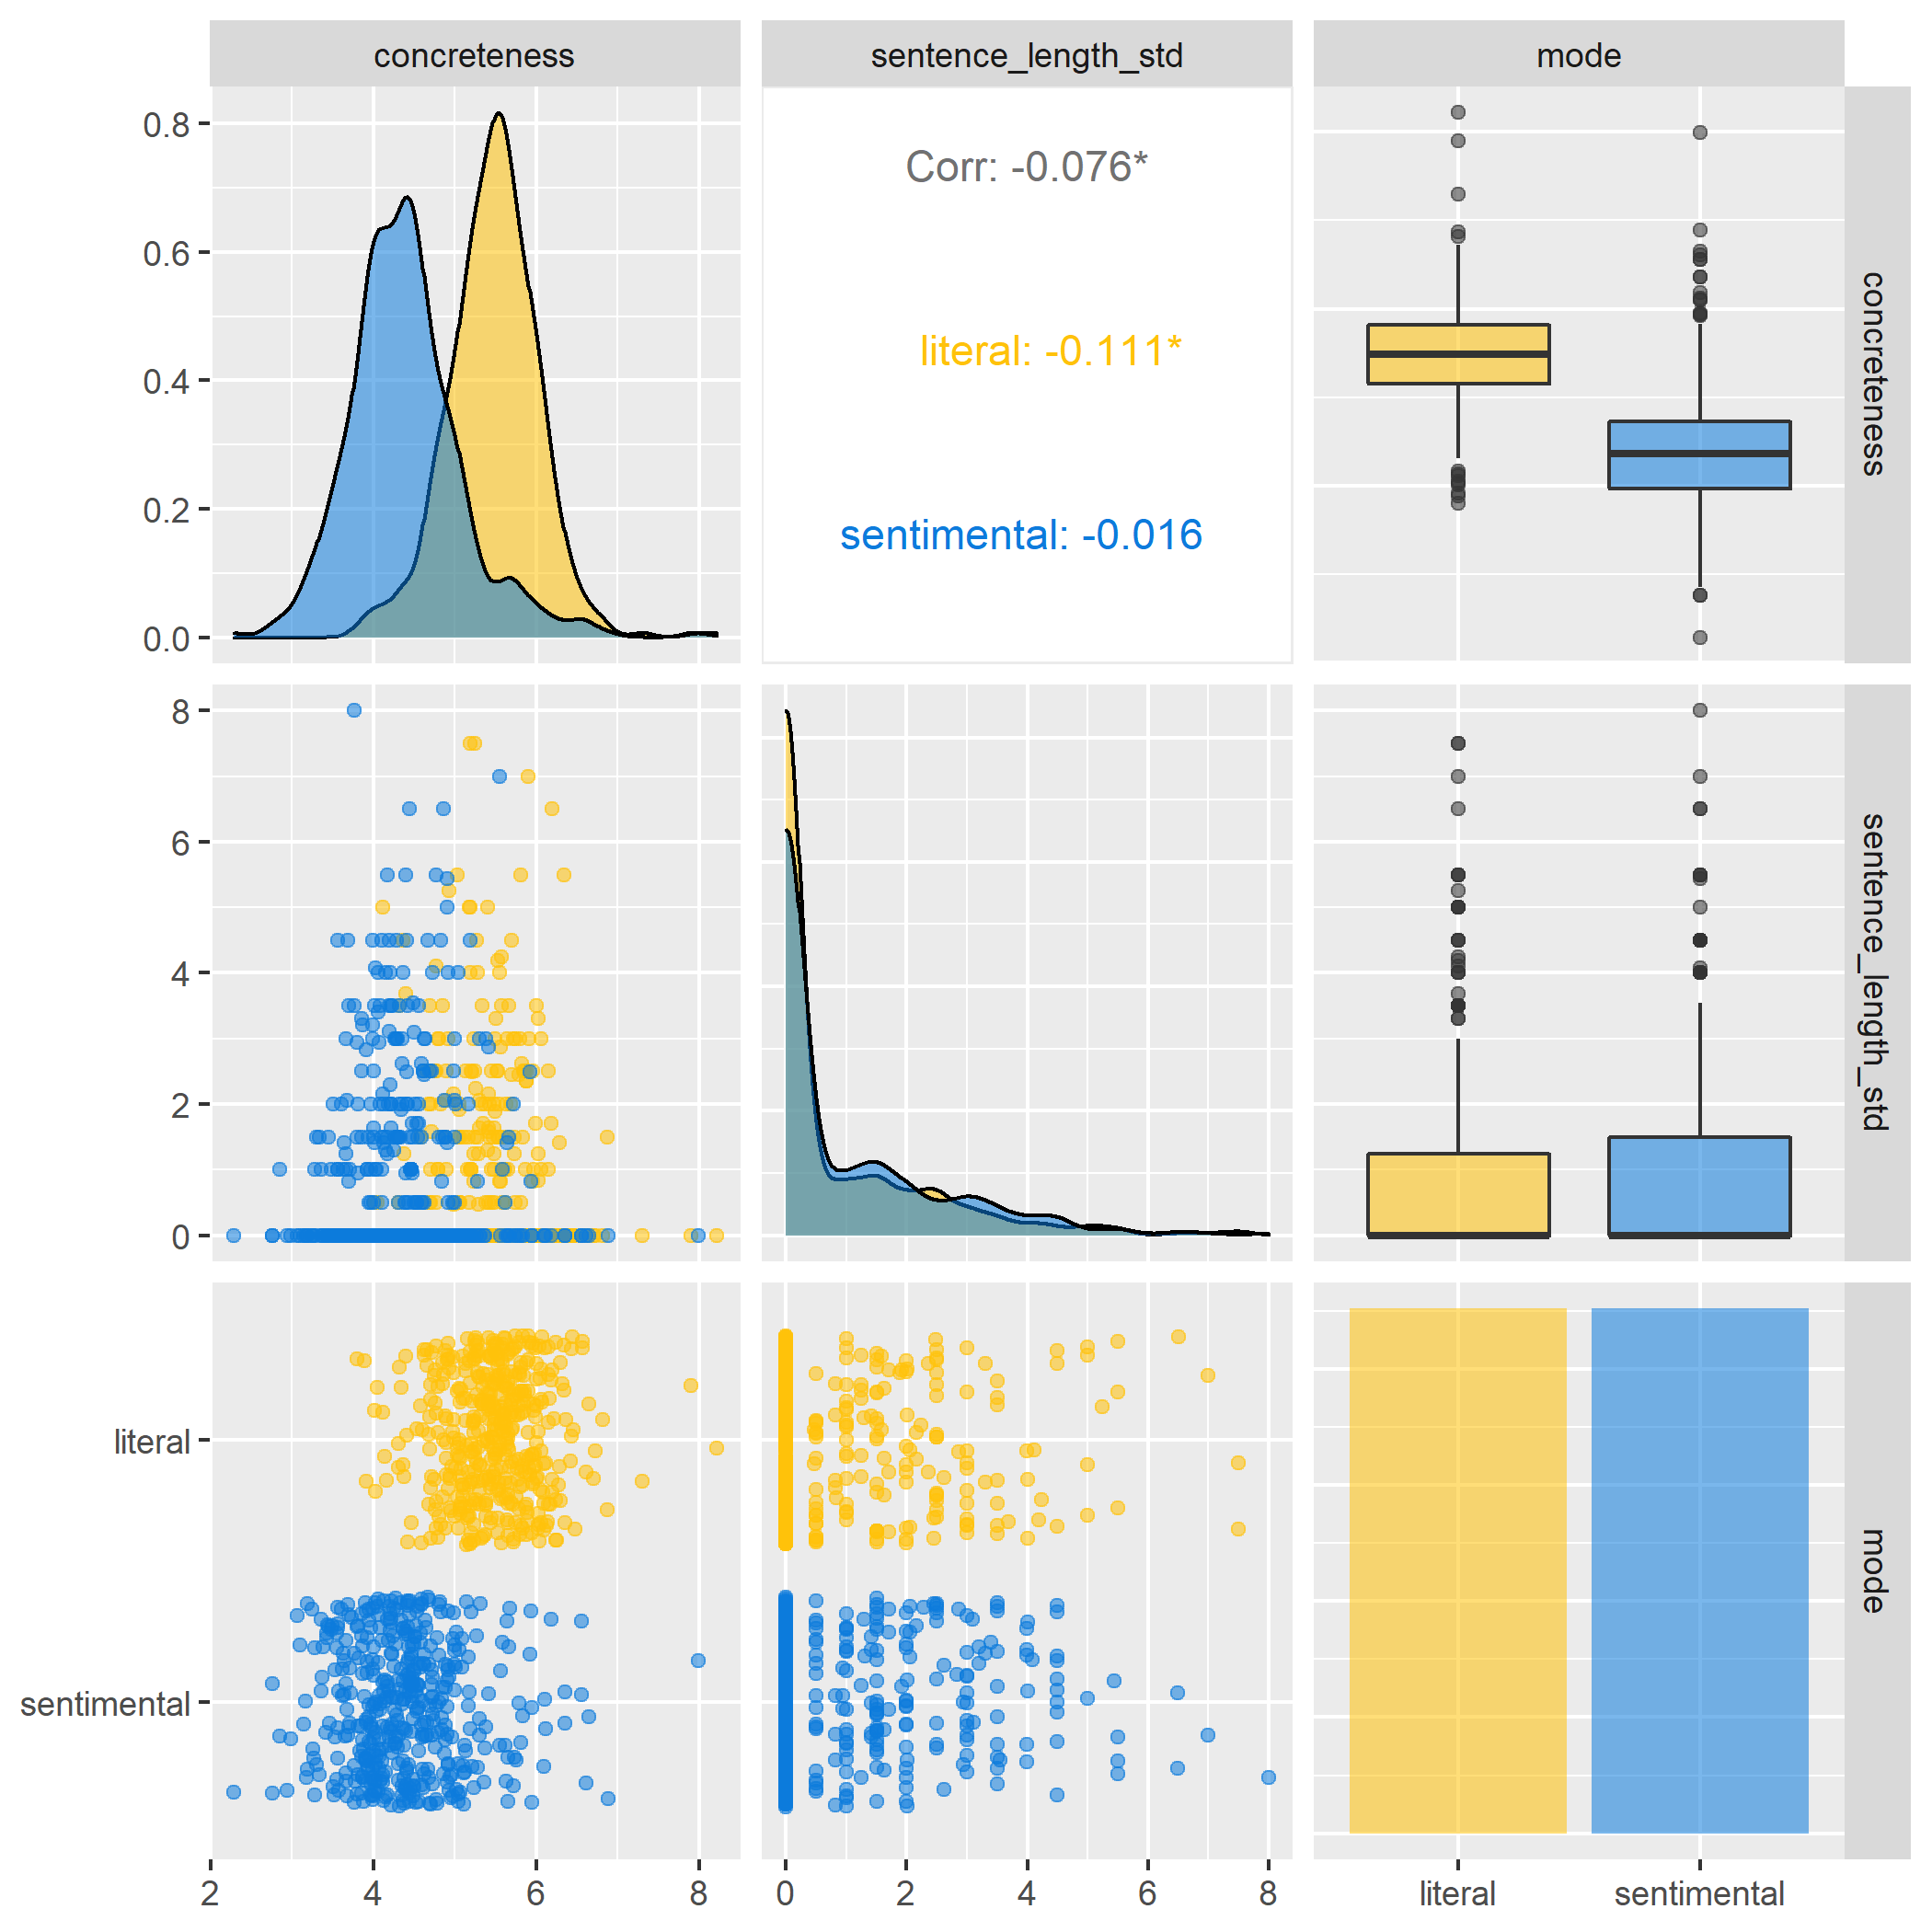 concreteness
sentence_length_std
mode
0.8
0.6
0.4
0.2
0.0
Corr: -0.076*
literal: -0.111*
sentimental: -0.016
concreteness
8
6
4
2
0
sentence_length_std
literal
sentimental
mode
2 4 6 8
0 2 4 6 8
literal sentimental